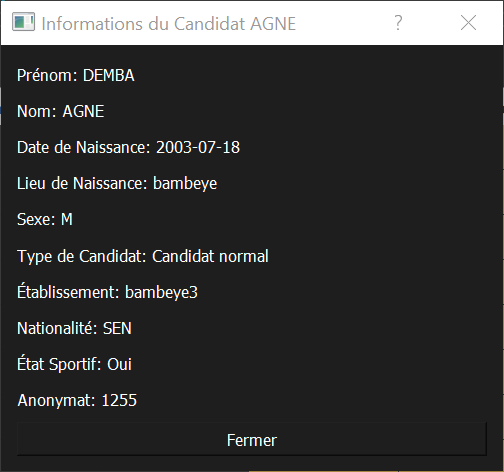 Informations du Candidat AGNE
Prénom: DEMBA
Nom: AGNE
Date de Naissance: 2003-07-18
Lieu de Naissance: bambeye
Sexe: M
Type de Candidat: Candidat normal
Établissement: bambeye3
Nationalité: SEN
État Sportif: Oui
Anonymat: 1255
Fermer